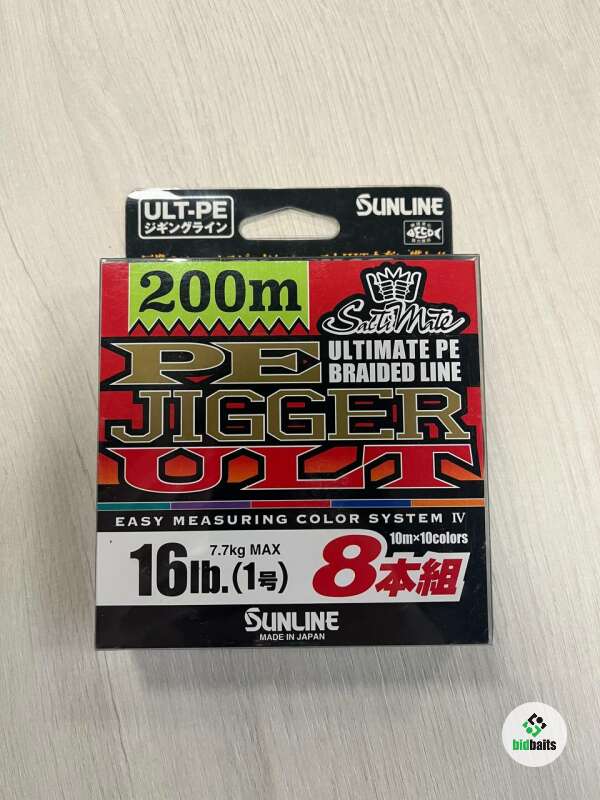 ULT-PE
ジギングライン
SUNLINE
200m
SaltiMate
PE
ULTIMATE PE
BRAIDED LINE
JIGGER
ULT
EASY MEASURING COLOR SYSTEM IV
10m×10colors
7.7kg MAX
16lb.(1号)
8本組
SUNLINE
MADE IN JAPAN
bidbaits